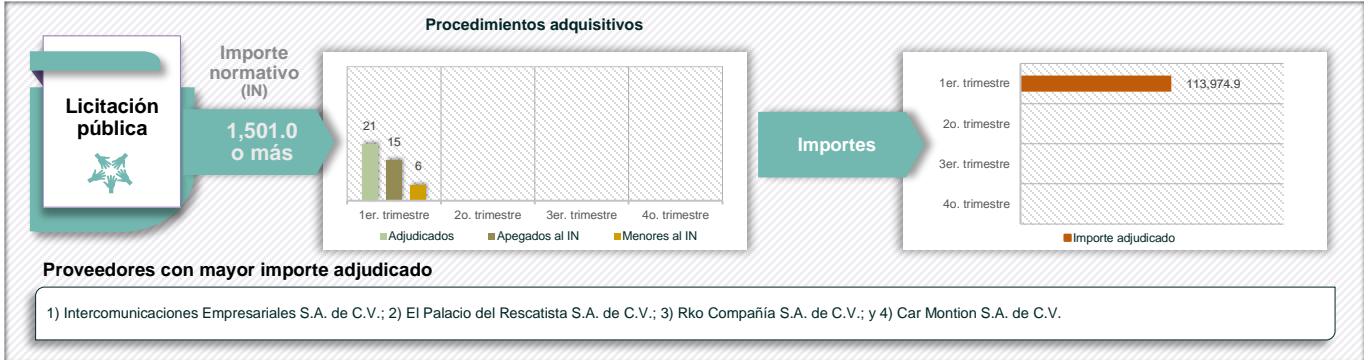 Procedimientos adquisitivos
Licitación
pública
Importe
normativo
(IN)
1,501.0
o más
21
15
6
1er. trimestre
2o. trimestre
3er. trimestre
4o. trimestre
Adjudicados
Apegados al IN
Menores al IN
Importes
1er. trimestre
113,974.9
2o. trimestre
3er. trimestre
4o. trimestre
Importe adjudicado
Proveedores con mayor importe adjudicado
1) Intercomunicaciones Empresariales S.A. de C.V.; 2) El Palacio del Rescatista S.A. de C.V.; 3) Rko Compañía S.A. de C.V.; y 4) Car Montion S.A. de C.V.